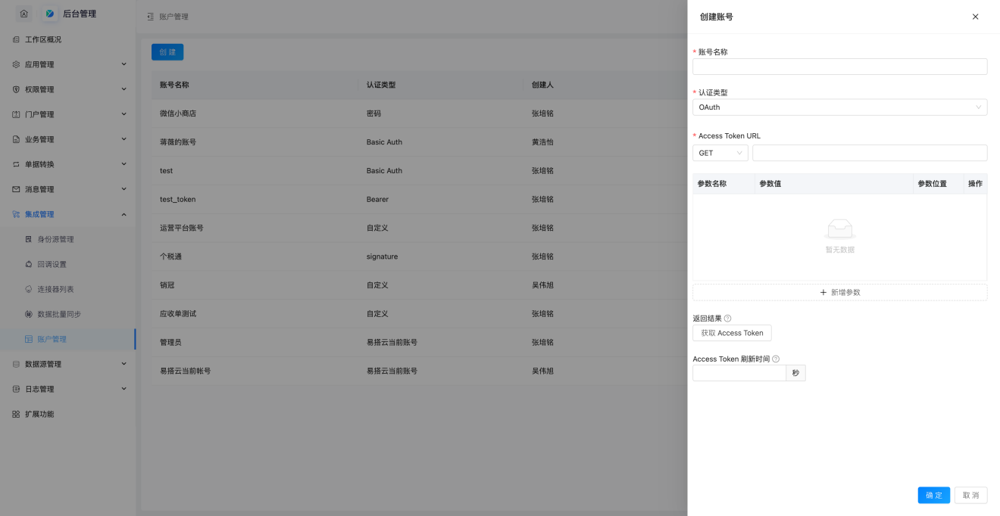 后台管理
工作区概况
应用管理
权限管理
门户管理
业务管理
单据转换
消息管理
集成管理
身份源管理
回调设置
连接器列表
数据批量同步
账户管理
数据源管理
日志管理
扩展功能
账户管理
创 建
账号名称 认证类型 创建人
微信小商店 密码 张培铭
蒋薇的账号 Basic Auth 黄浩怡
test Basic Auth 张培铭
test_token Bearer 张培铭
运营平台账号 自定义 张培铭
个税通 signature 张培铭
销冠 自定义 吴伟旭
应收单测试 自定义 张培铭
管理员 易搭云当前账号 张培铭
易搭云当前帐号 易搭云当前账号 吴伟旭
创建账号
* 账号名称
* 认证类型
OAuth
* Access Token URL
GET
参数名称 参数值 参数位置 操作
暂无数据
+ 新增参数
返回结果
获取 Access Token
Access Token 刷新时间
秒
确 定 取 消